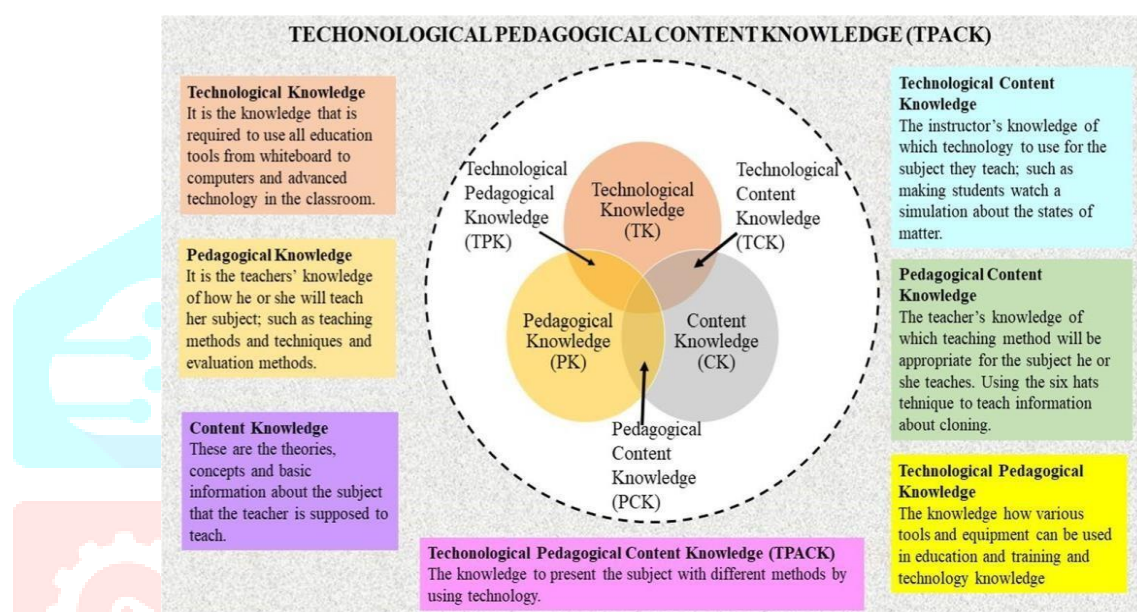 TECHONOLOGICAL PEDAGOGICAL CONTENT KNOWLEDGE (TPACK)
Technological Knowledge
It is the knowledge that is
required to use all education
tools from whiteboard to
computers and advanced
technology in the classroom.
Pedagogical Knowledge
It is the teachers’ knowledge
of how he or she will teach
her subject; such as teaching
methods and techniques and
evaluation methods.
Content Knowledge
These are the theories,
concepts and basic
information about the subject
that the teacher is supposed to
teach.
Technological
Pedagogical
Knowledge
(TPK)
Technological
Knowledge
(TK)
Technological
Content
Knowledge
(TCK)
Pedagogical
Knowledge
(PK)
Content
Knowledge
(CK)
Pedagogical
Content
Knowledge
(PCK)
Techonological Pedagogical Content Knowledge (TPACK)
The knowledge to present the subject with different methods by
using technology.
Technological Content
Knowledge
The instructor’s knowledge of
which technology to use for the
subject they teach; such as
making students watch a
simulation about the states of
matter.
Pedagogical Content
Knowledge
The teacher’s knowledge of
which teaching method will be
appropriate for the subject he or
she teaches. Using the six hats
tehnique to teach information
about cloning.
Technological Pedagogical
Knowledge
The knowledge how various
tools and equipment can be used
in education and training and
technology knowledge